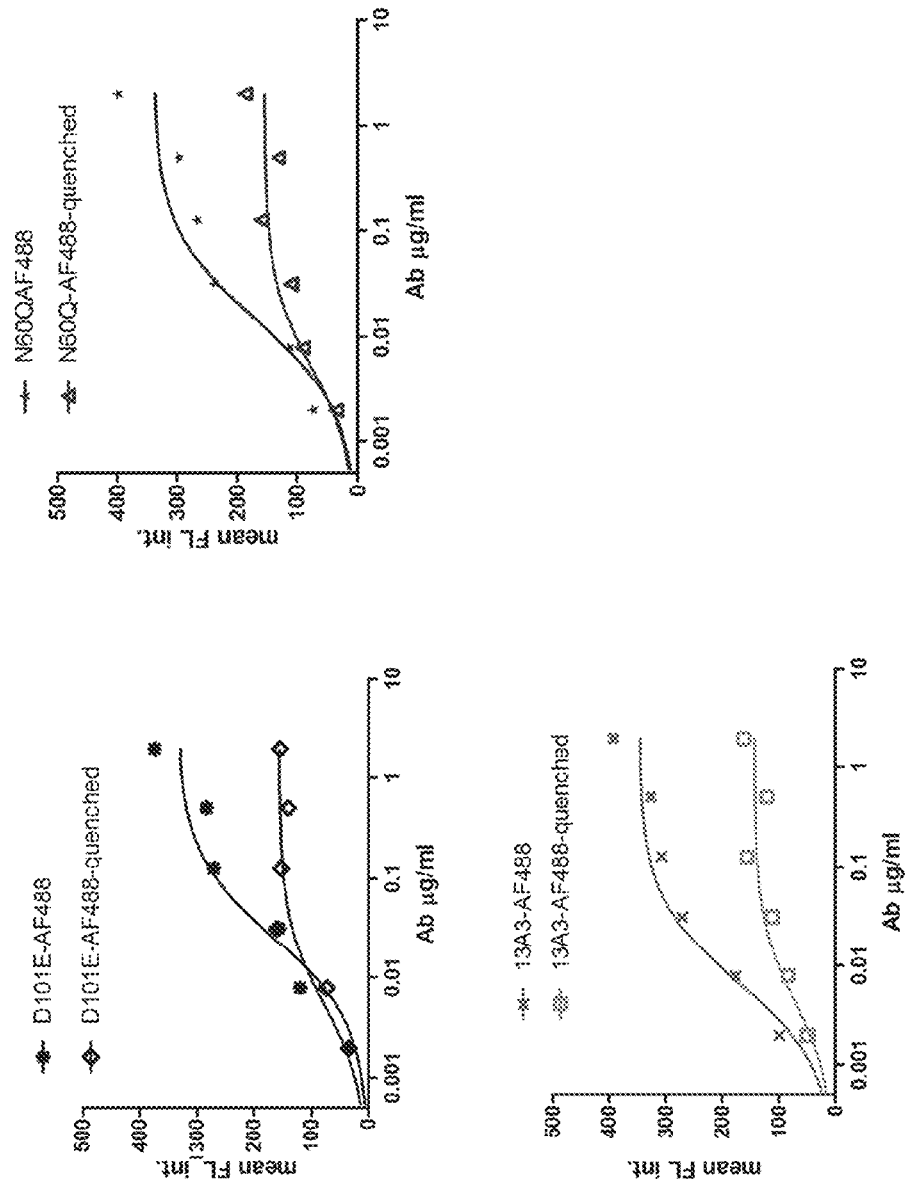 D101E-AF488
D101E-AF488-quenched
500
400
300
200
100
0
mean FL int.
0.001
0.01
0.1
1
10
Ab µg/ml
N60QAF488
N60Q-AF488-quenched
500
400
300
200
100
0
mean FL int.
0.001
0.01
0.1
1
10
Ab µg/ml
13A3-AF488
13A3-AF488-quenched
500
400
300
200
100
0
mean FL int.
0.001
0.01
0.1
1
10
Ab µg/ml